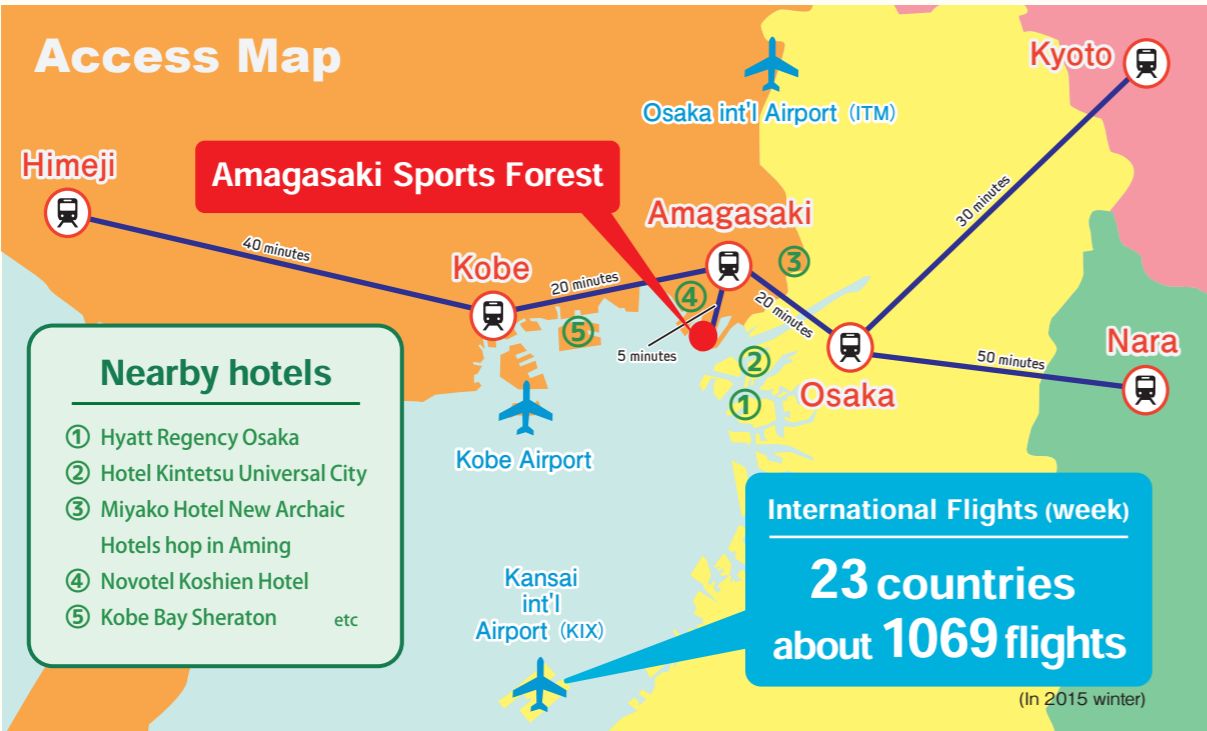 Access Map
Kyoto
Osaka int'l Airport (ITM)
Himeji
Amagasaki Sports Forest
Amagasaki
30 minutes
40 minutes
Kobe
20 minutes
③
④
20 minutes
⑤
5 minutes
②
50 minutes
Nara
①
Osaka
Nearby hotels
① Hyatt Regency Osaka
② Hotel Kintetsu Universal City
③ Miyako Hotel New Archaic
Hotels hop in Aming
④ Novotel Koshien Hotel
⑤ Kobe Bay Sheraton etc
Kobe Airport
Kansai
int'l
Airport (KIX)
International Flights (week)
23 countries
about 1069 flights
(In 2015 winter)